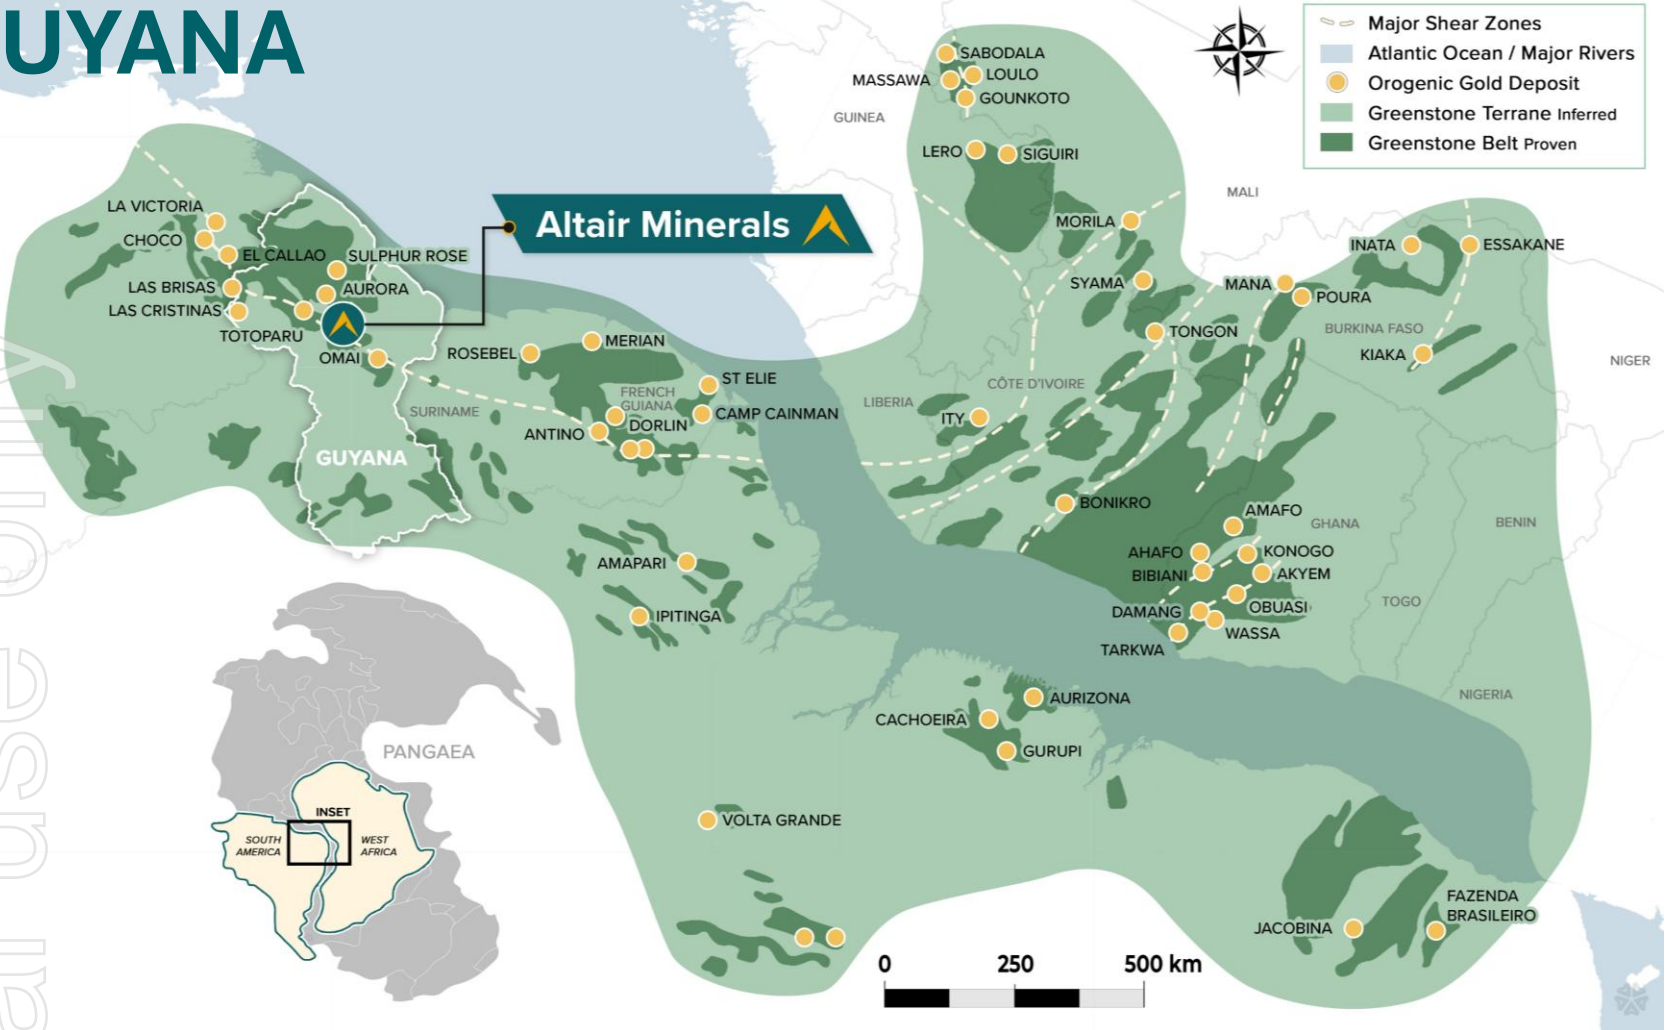 UYANA
Major Shear Zones
Atlantic Ocean / Major Rivers
Orogenic Gold Deposit
Greenstone Terrane Inferred
Greenstone Belt Proven
SABODALA
MASSAWA
LOULO
GOUNKOTO
GUINEA
LERO
SIGUIRI
MALI
MORILA
INATA
ESSAKANE
SYAMA
MANA
POURA
TONGON
BURKINA FASO
KIAKA
NIGER
LA VICTORIA
CHOCO
EL CALLAO
SULPHUR ROSE
LAS BRISAS
AURORA
LAS CRISTINAS
TOTOPARU
OMAI
Altair Minerals
ROSEBEL
MERIAN
ST ELIE
FRENCH
GUIANA
SURINAME
CAMP CAINMAN
ANTINO
DORLIN
GUYANA
CÔTE D'IVOIRE
LIBERIA
ITY
BONIKRO
AMAFO
GHANA
BENIN
AHAFO
KONOGO
BIBIANI
AKYEM
TOGO
DAMANG
OBUASI
WASSA
TARKWA
NIGERIA
AMAPARI
IPITINGA
AURIZONA
CACHOEIRA
GURUPI
VOLTA GRANDE
PANGAEA
INSET
SOUTH
AMERICA
WEST
AFRICA
JACOBINA
FAZENDA
BRASILEIRO
0 250 500 km
al use only